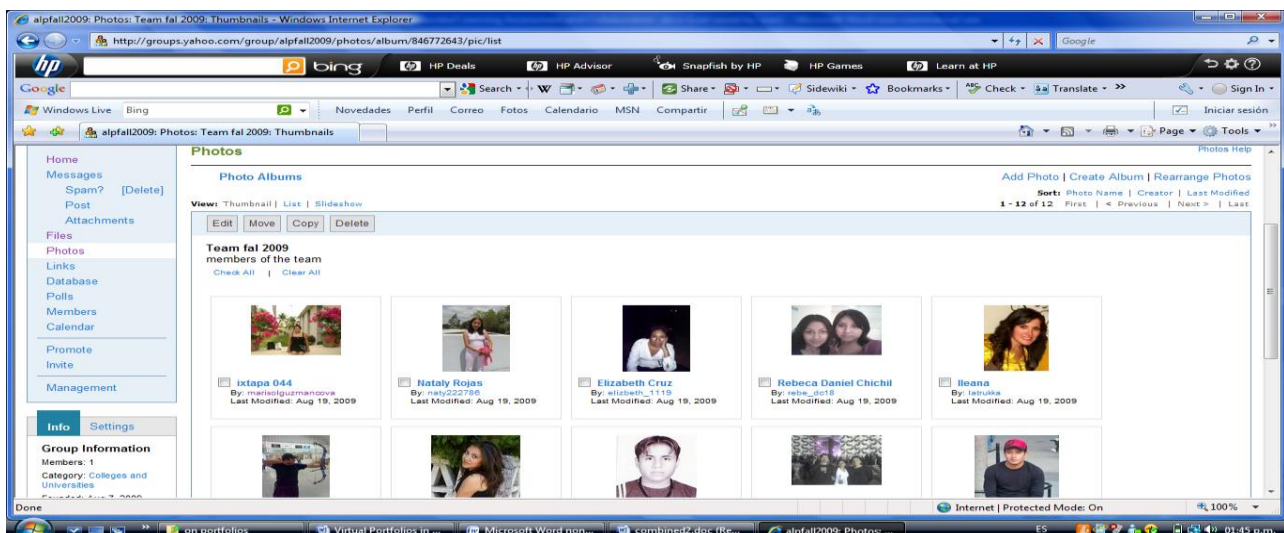 alpfall2009: Photos: Team fal 2009: Thumbnails - Windows Internet Explorer
http://groups.yahoo.com/group/alpfall2009/photos/album/846772643/pic/list
Google
hp bing HP Deals HP Advisor Snapfish by HP HP Games Learn at HP
Google Search W Share Sidewiki Bookmarks Check Translate Sign In
Windows Live Bing Novedades Perfil Correo Fotos Calendario MSN Compartir Iniciar sesión
alpfall2009: Photos: Team fal 2009: Thumbnails Page Tools
Home
Messages
Spam? [Delete]
Post
Attachments
Files
Photos
Links
Database
Polls
Members
Calendar
Promote
Invite
Management
Info Settings
Group Information
Members: 1
Category: Colleges and
Universities
Photos Photos Help
Photo Albums Add Photo | Create Album | Rearrange Photos
Sort: Photo Name | Creator | Last Modified
View: Thumbnail | List | Slideshow 1 - 12 of 12 First | < Previous | Next > | Last
Edit Move Copy Delete
Team fal 2009
members of the team
Check All | Clear All
ixtapa 044
By: marisolguzmancova
Last Modified: Aug 19, 2009
Nataly Rojas
By: naty222786
Last Modified: Aug 19, 2009
Elizabeth Cruz
By: elizbeth_1119
Last Modified: Aug 19, 2009
Rebeca Daniel Chichil
By: rebe_dc18
Last Modified: Aug 19, 2009
Ileana
By: latrukka
Last Modified: Aug 19, 2009
Done Internet | Protected Mode: On 100%
on portfolios Virtual Portfolios in ... Microsoft Word non... combined2.doc (Re... alpfall2009: Photos: ... ES 01:45 p.m.